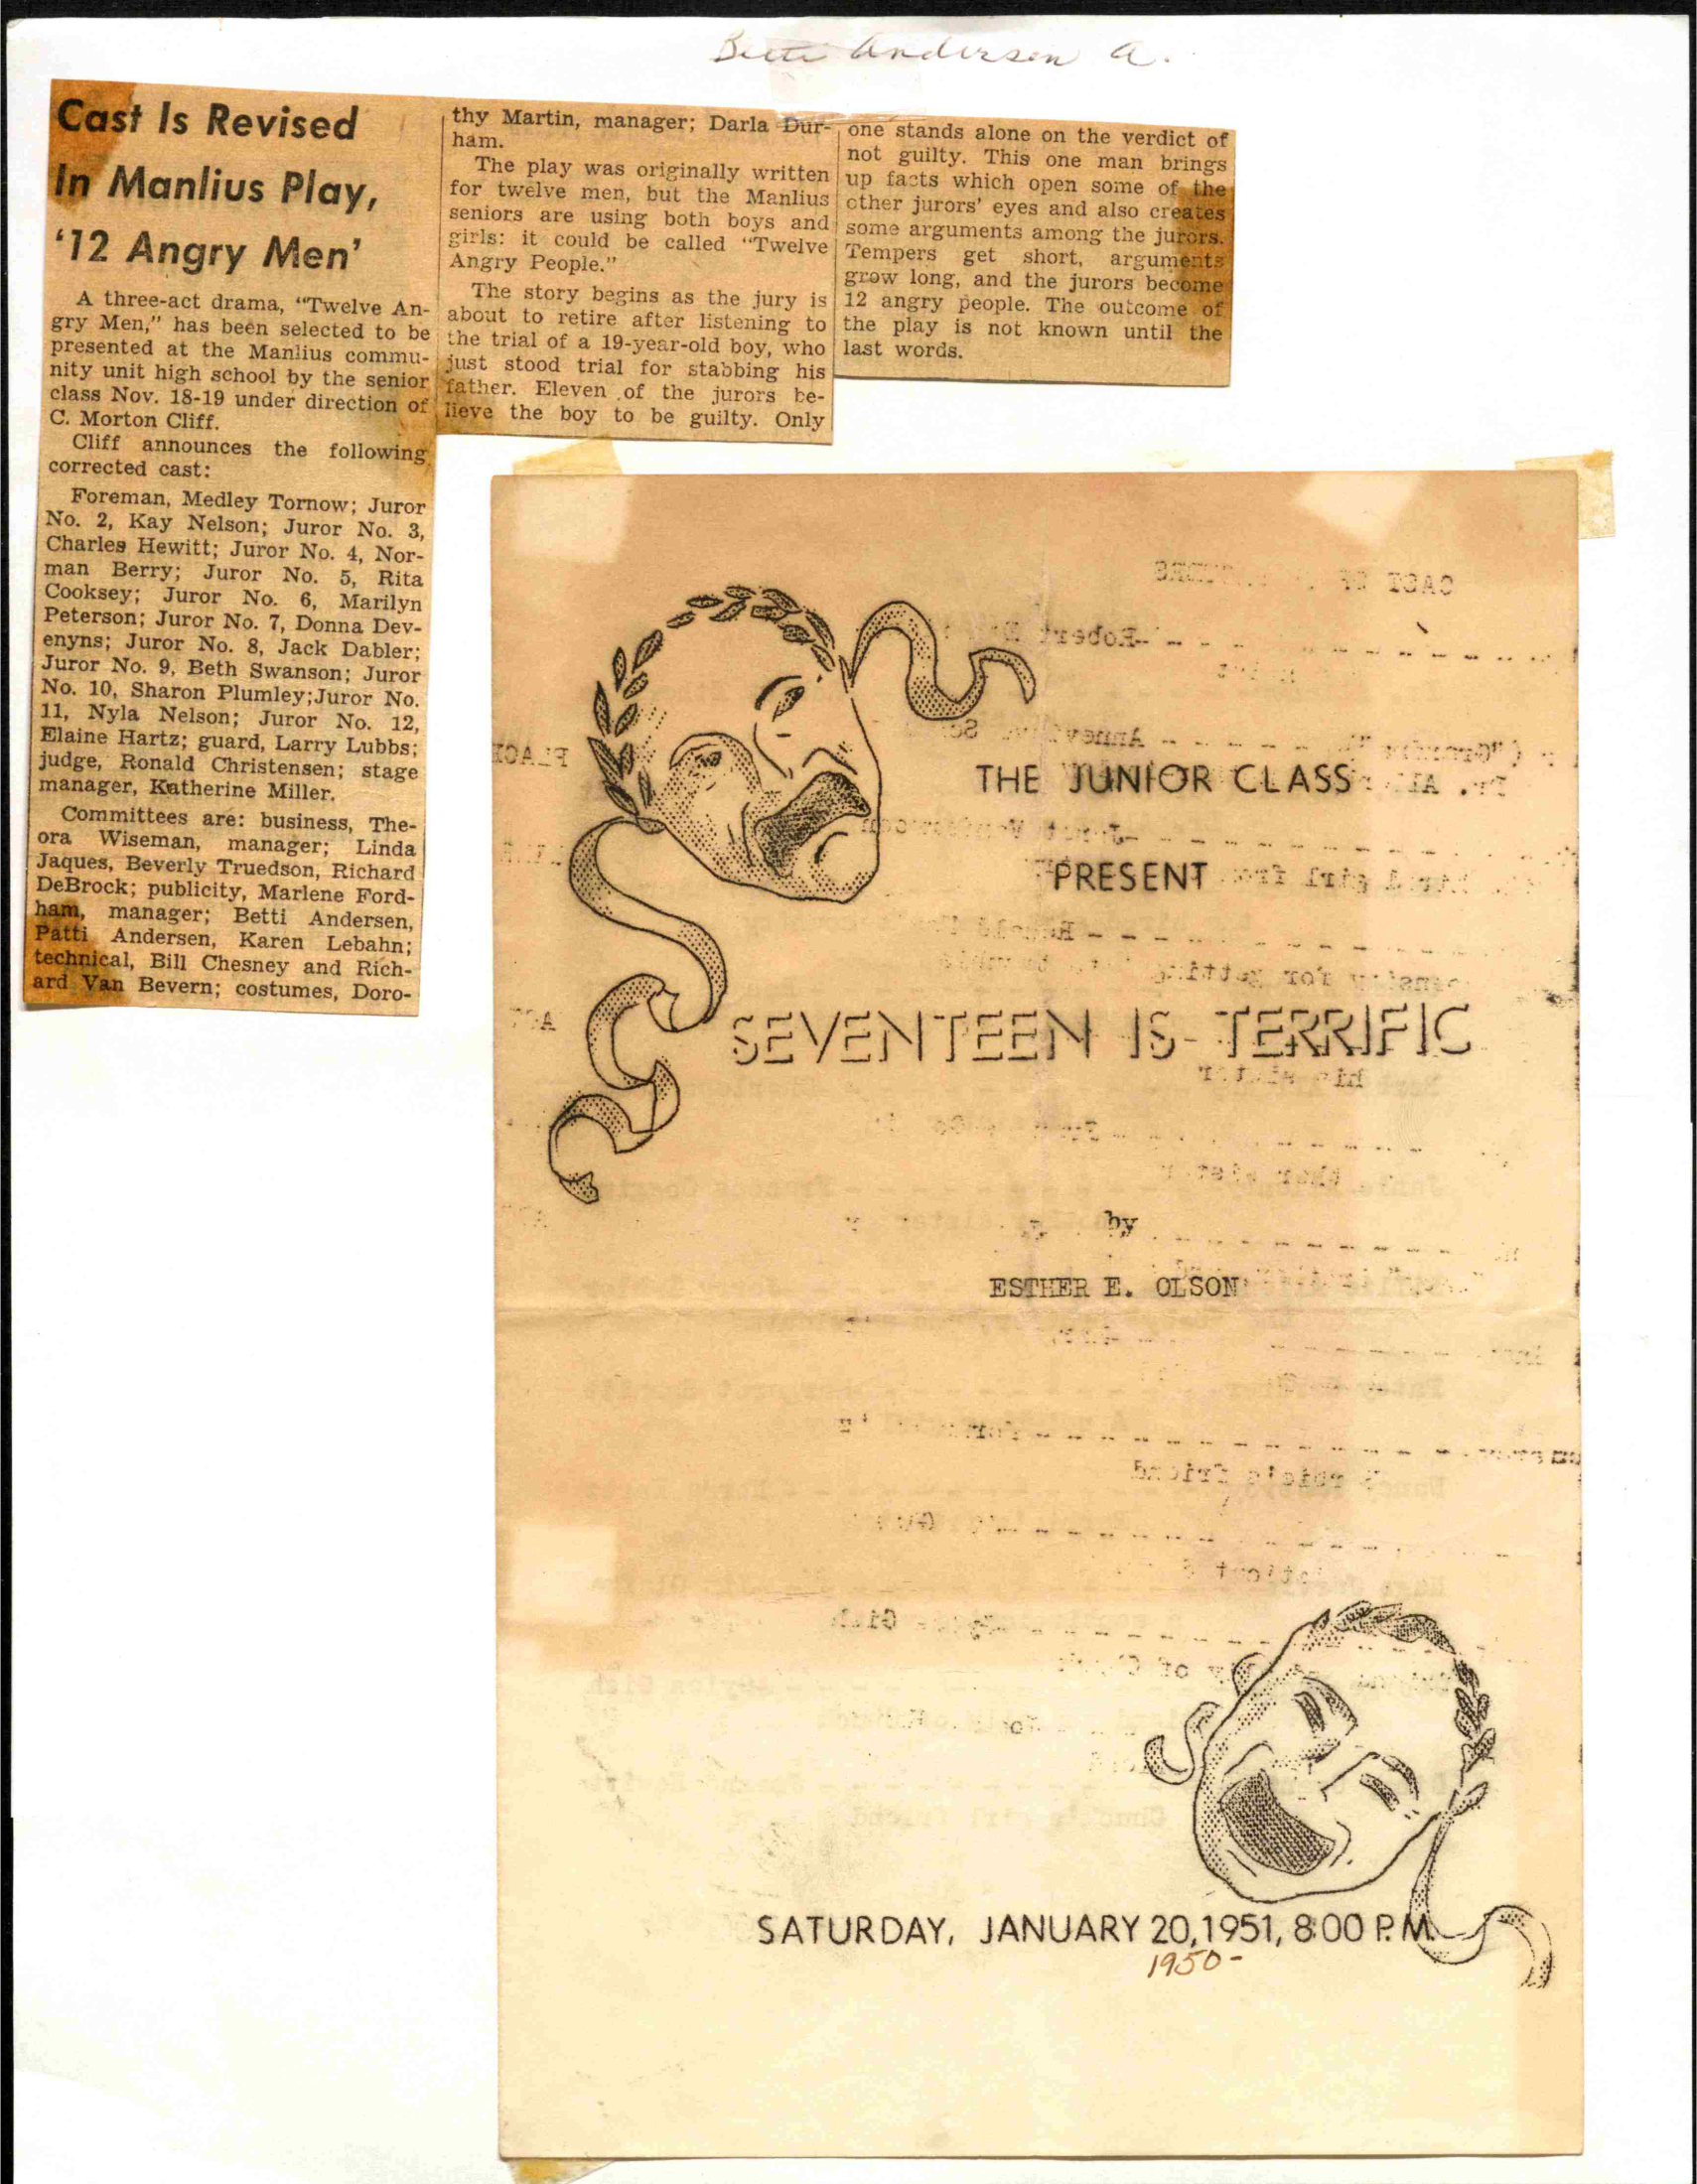 Anderson A.
Cast Is Revised
In Manlius Play,
‘12 Angry Men’
A three-act drama, “Twelve An-
gry Men,” has been selected to be
presented at the Manlius commu-
nity unit high school by the senior
class Nov. 18-19 under direction of
C. Morton Cliff.
Cliff announces the following
corrected cast:
Foreman, Medley Tornow; Juror
No. 2, Kay Nelson; Juror No. 3,
Charles Hewitt; Juror No. 4, Nor-
man Berry; Juror No. 5, Rita
Cooksey; Juror No. 6, Marilyn
Peterson; Juror No. 7, Donna Dev-
enyns; Juror No. 8, Jack Dabler;
Juror No. 9, Beth Swanson; Juror
No. 10, Sharon Plumley;Juror No.
11, Nyla Nelson; Juror No. 12,
Elaine Hartz; guard, Larry Lubbs;
judge, Ronald Christensen; stage
manager, Katherine Miller.
Committees are: business, The-
ora Wiseman, manager; Linda
Jaques, Beverly Truedson, Richard
DeBrock; publicity, Marlene Ford-
ham, manager; Betti Andersen,
Patti Andersen, Karen Lebahn;
technical, Bill Chesney and Rich-
ard Van Bevern; costumes, Doro-
thy Martin, manager; Darla Dur-
ham.
The play was originally written
for twelve men, but the Manlius
seniors are using both boys and
girls: it could be called “Twelve
Angry People.”
The story begins as the jury is
about to retire after listening to
the trial of a 19-year-old boy, who
just stood trial for stabbing his
father. Eleven of the jurors be-
lieve the boy to be guilty. Only
one stands alone on the verdict of
not guilty. This one man brings
up facts which open some of the
other jurors’ eyes and also creates
some arguments among the jurors.
Tempers get short, arguments
grow long, and the jurors become
12 angry people. The outcome of
the play is not known until the
last words.
THE JUNIOR CLASS
PRESENT
SEVENTEEN IS TERRIFIC
by
ESTHER E. OLSON
SATURDAY, JANUARY 20, 1951, 8:00 P.M.
1950-